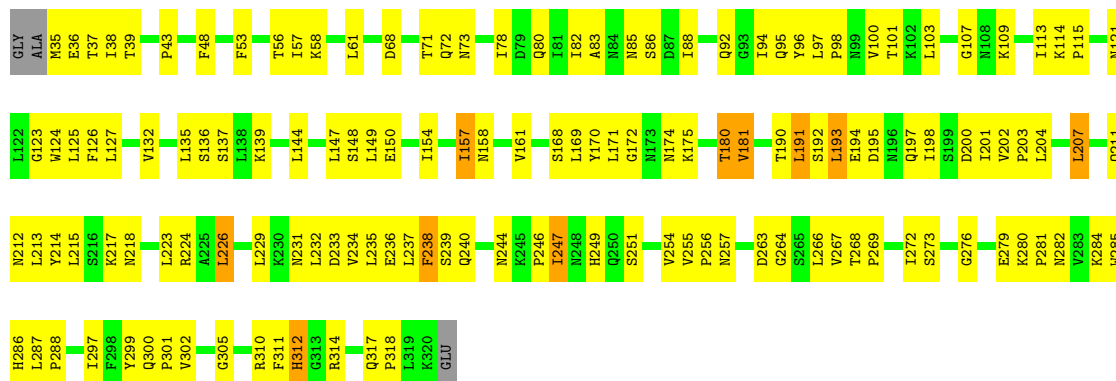 GLY ALA M35 E36 T37 I38 T39 P43 F48 F53 T56 I57 K58 L61 D68 T71 Q72 N73 I78 D79 Q80 I81 I82 A83 N84 N85 S86 D87 I88 Q92 G93 I94 Q95 Y96 L97 P98 N99 V100 T101 K102 L103 G107 N108 K109 I113 K114 P115 N121
L122 G123 W124 L125 F126 L127 V132 L135 S136 S137 L138 K139 L144 L147 S148 L149 E150 I154 I157 N158 V161 S168 L169 Y170 L171 G172 N173 N174 K175 T180 V181 T190 L191 S192 L193 E194 D195 N196 Q197 I198 S199 D200 I201 V202 P203 L204 L207
N212 L213 Y214 L215 S216 K217 N218 L223 R224 A225 L226 L229 K230 N231 L232 D233 V234 L235 E236 L237 F238 S239 Q240 N244 K245 P246 I247 N248 H249 Q250 S251 V254 V255 P256 N257 D263 G264 S265 L266 V267 T268 P269 I272 S273 G276 E279 K280 P281 N282 V283 K284
H286 L287 P288 I297 F298 Y299 Q300 P301 V302 G305 R310 F311 H312 G313 R314 Q317 P318 L319 K320 GLU